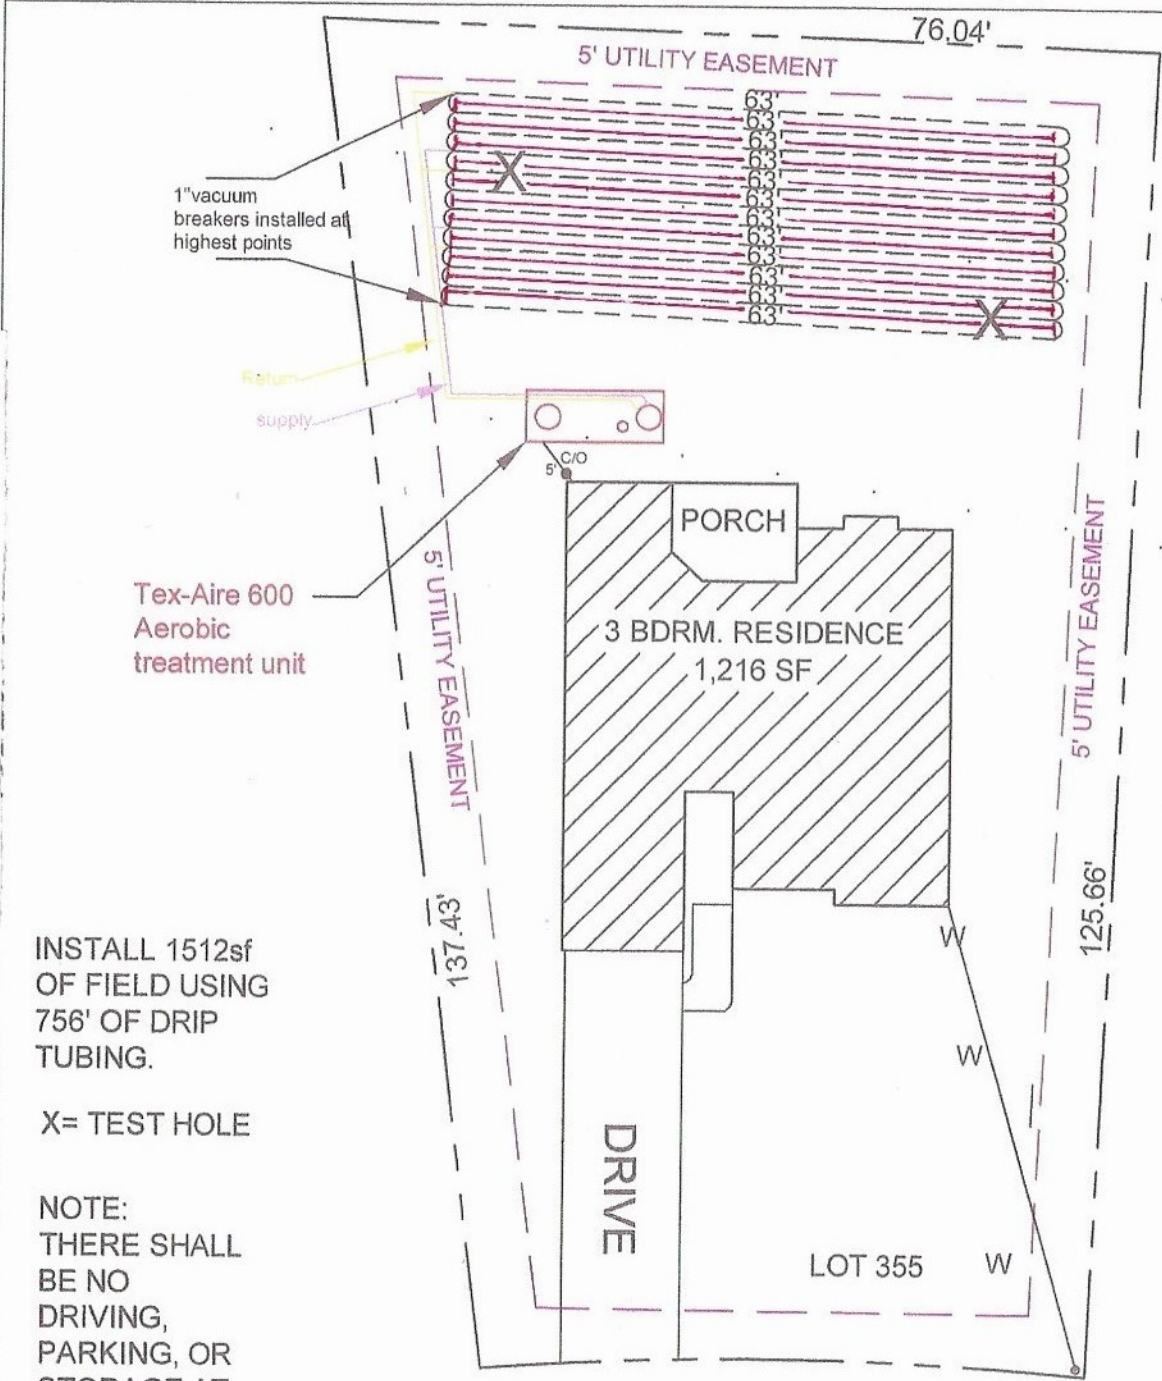 76.04'
5' UTILITY EASEMENT
63'
63'
63'
63'
63'
63'
63'
63'
63'
63'
63'
63'
X
X
1"vacuum
breakers installed at
highest points
Return
supply
C/O
5'
PORCH
Tex-Aire 600
Aerobic
treatment unit
5' UTILITY EASEMENT
5' UTILITY EASEMENT
3 BDRM. RESIDENCE
1,216 SF
137.43'
125.66'
W
W
W
INSTALL 1512sf
OF FIELD USING
756' OF DRIP
TUBING.
X= TEST HOLE
DRIVE
LOT 355
NOTE:
THERE SHALL
BE NO
DRIVING,
PARKING, OR
STORAGE AT